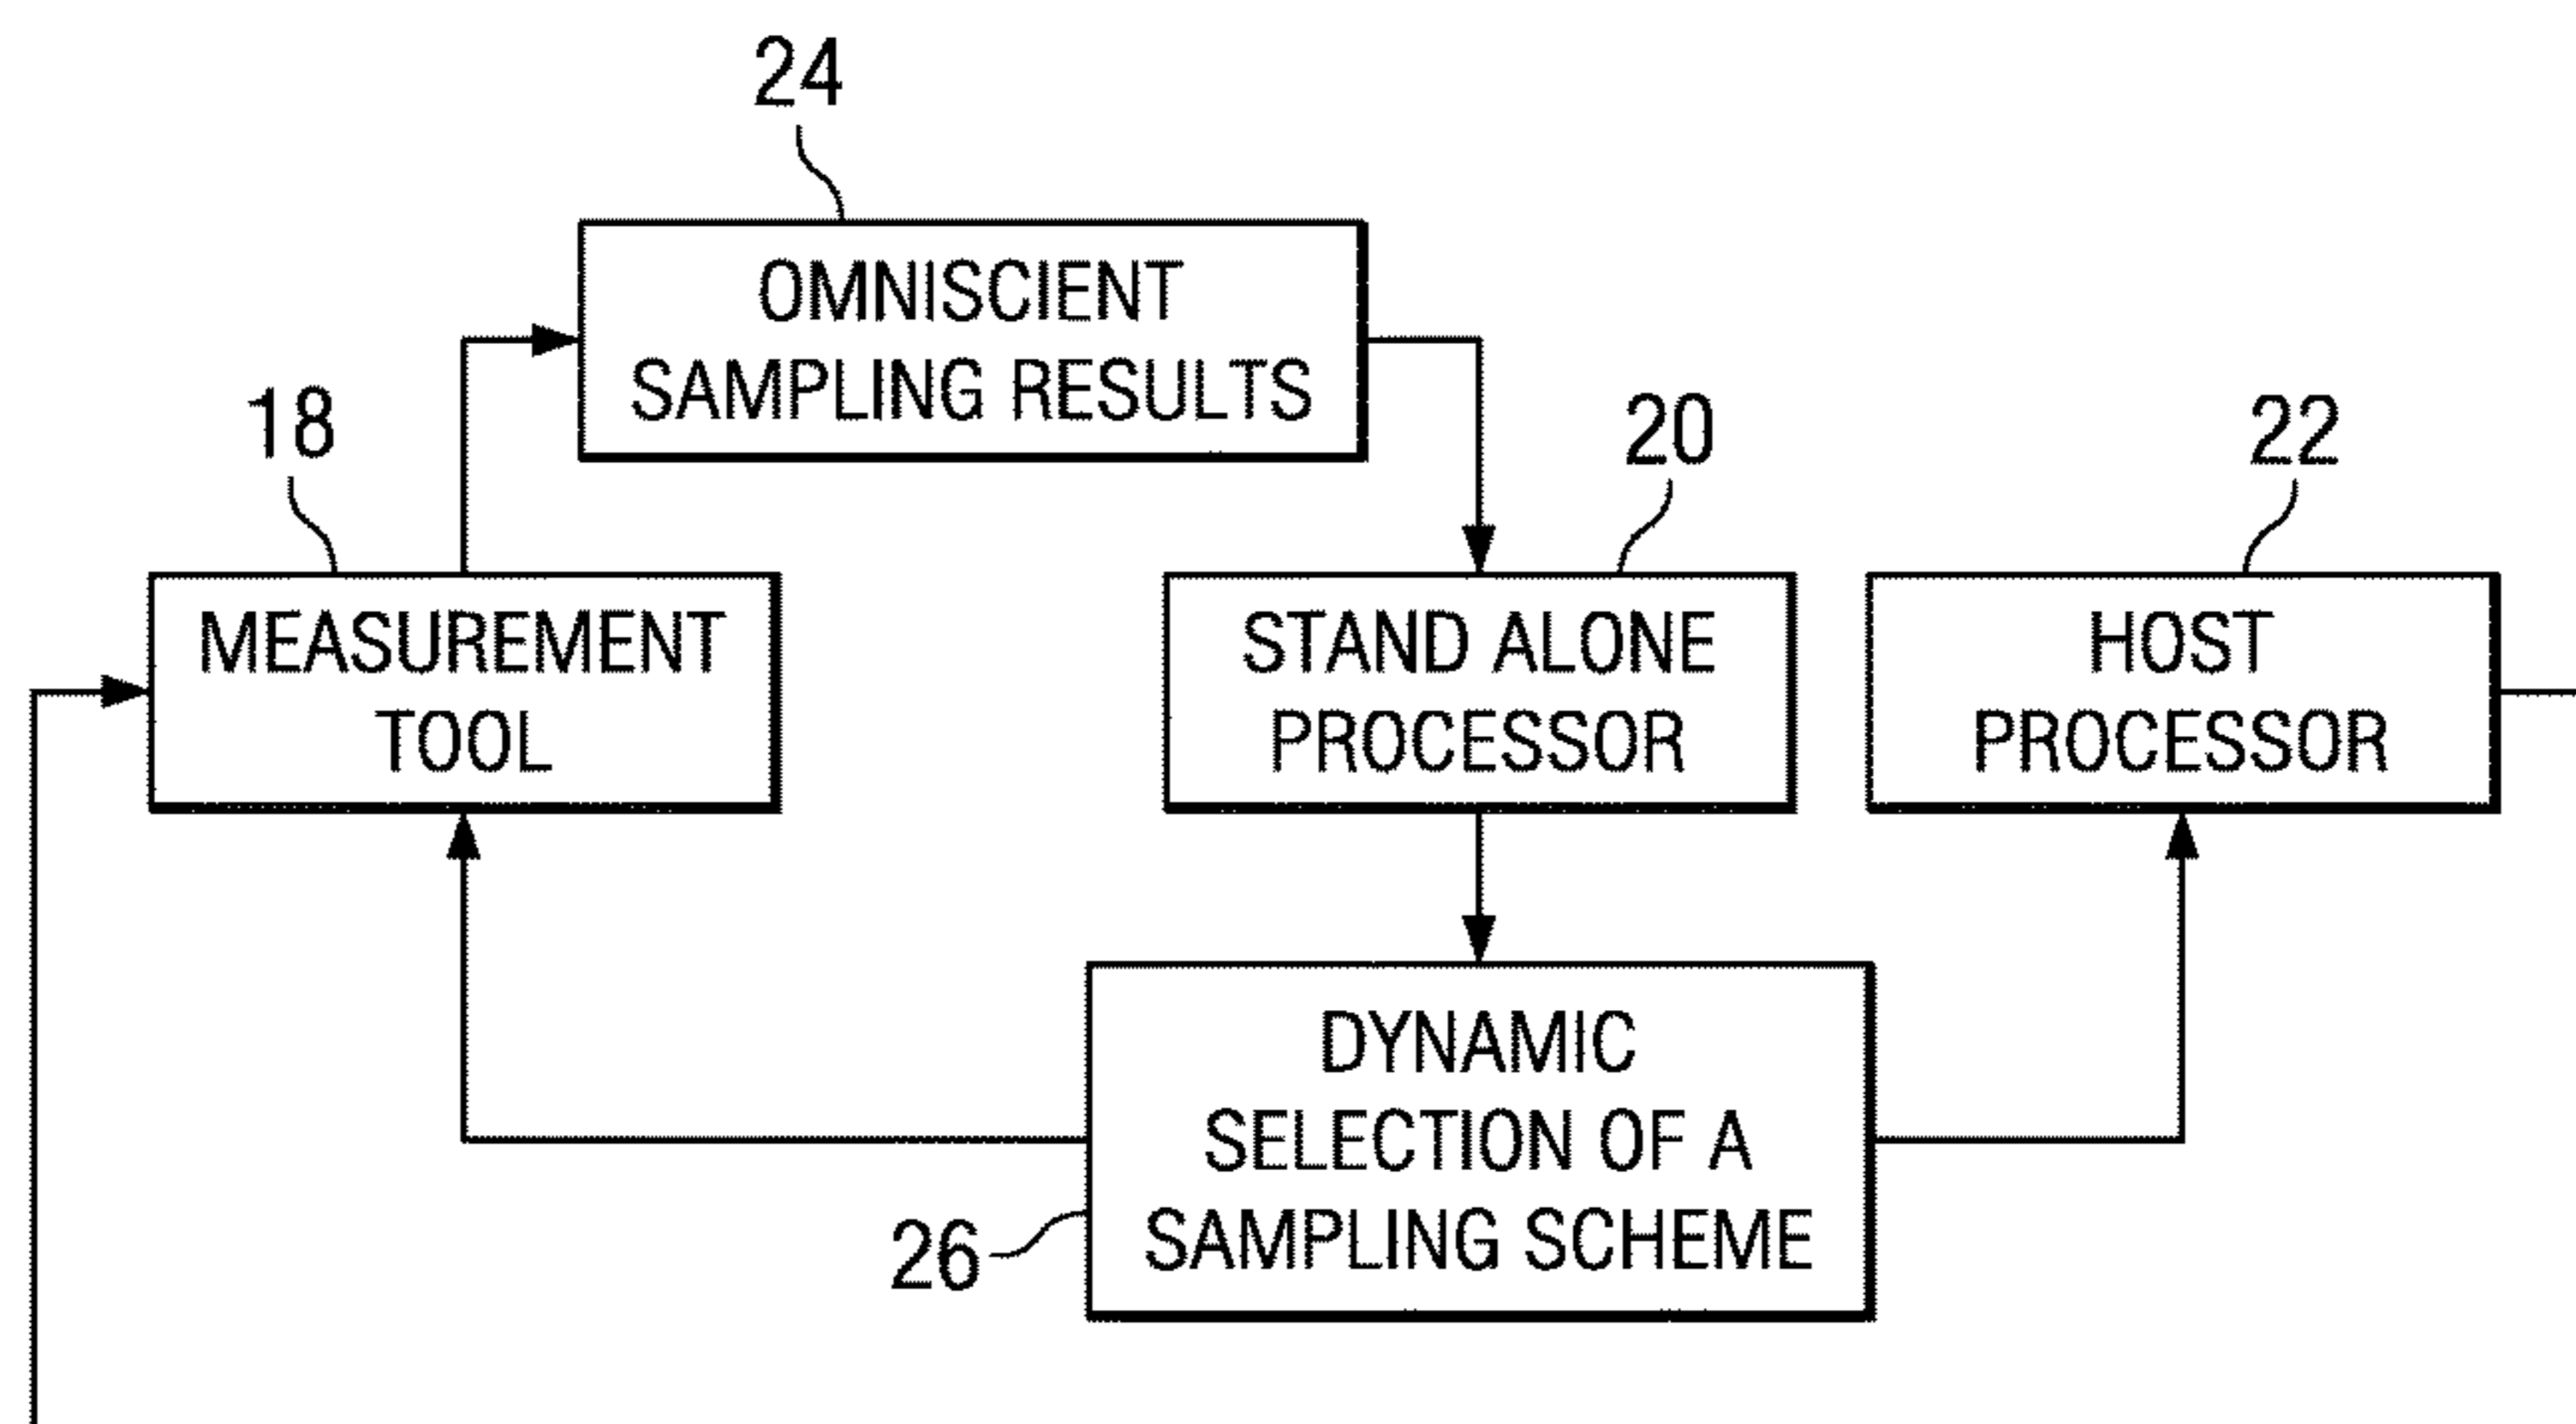 24
OMNISCIENT
SAMPLING RESULTS
18
MEASUREMENT
TOOL
20
STAND ALONE
PROCESSOR
22
HOST
PROCESSOR
DYNAMIC
SELECTION OF A
SAMPLING SCHEME
26